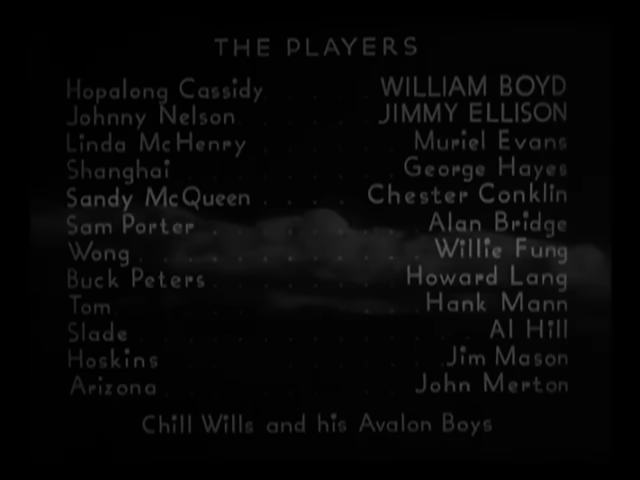 THE PLAYERS
Hopalong Cassidy . . . . . WILLIAM BOYD
Johnny Nelson . . . . . JIMMY ELLISON
Linda McHenry . . . . . . Muriel Evans
Shanghai . . . . . . . . . George Hayes
Sandy McQueen . . . . . Chester Conklin
Sam Porter . . . . . . . . Alan Bridge
Wong . . . . . . . . . . . Willie Fung
Buck Peters . . . . . . . Howard Lang
Tom . . . . . . . . . . . Hank Mann
Slade . . . . . . . . . . . . Al Hill
Hoskins . . . . . . . . . Jim Mason
Arizona . . . . . . . . . John Merton
Chill Wills and his Avalon Boys